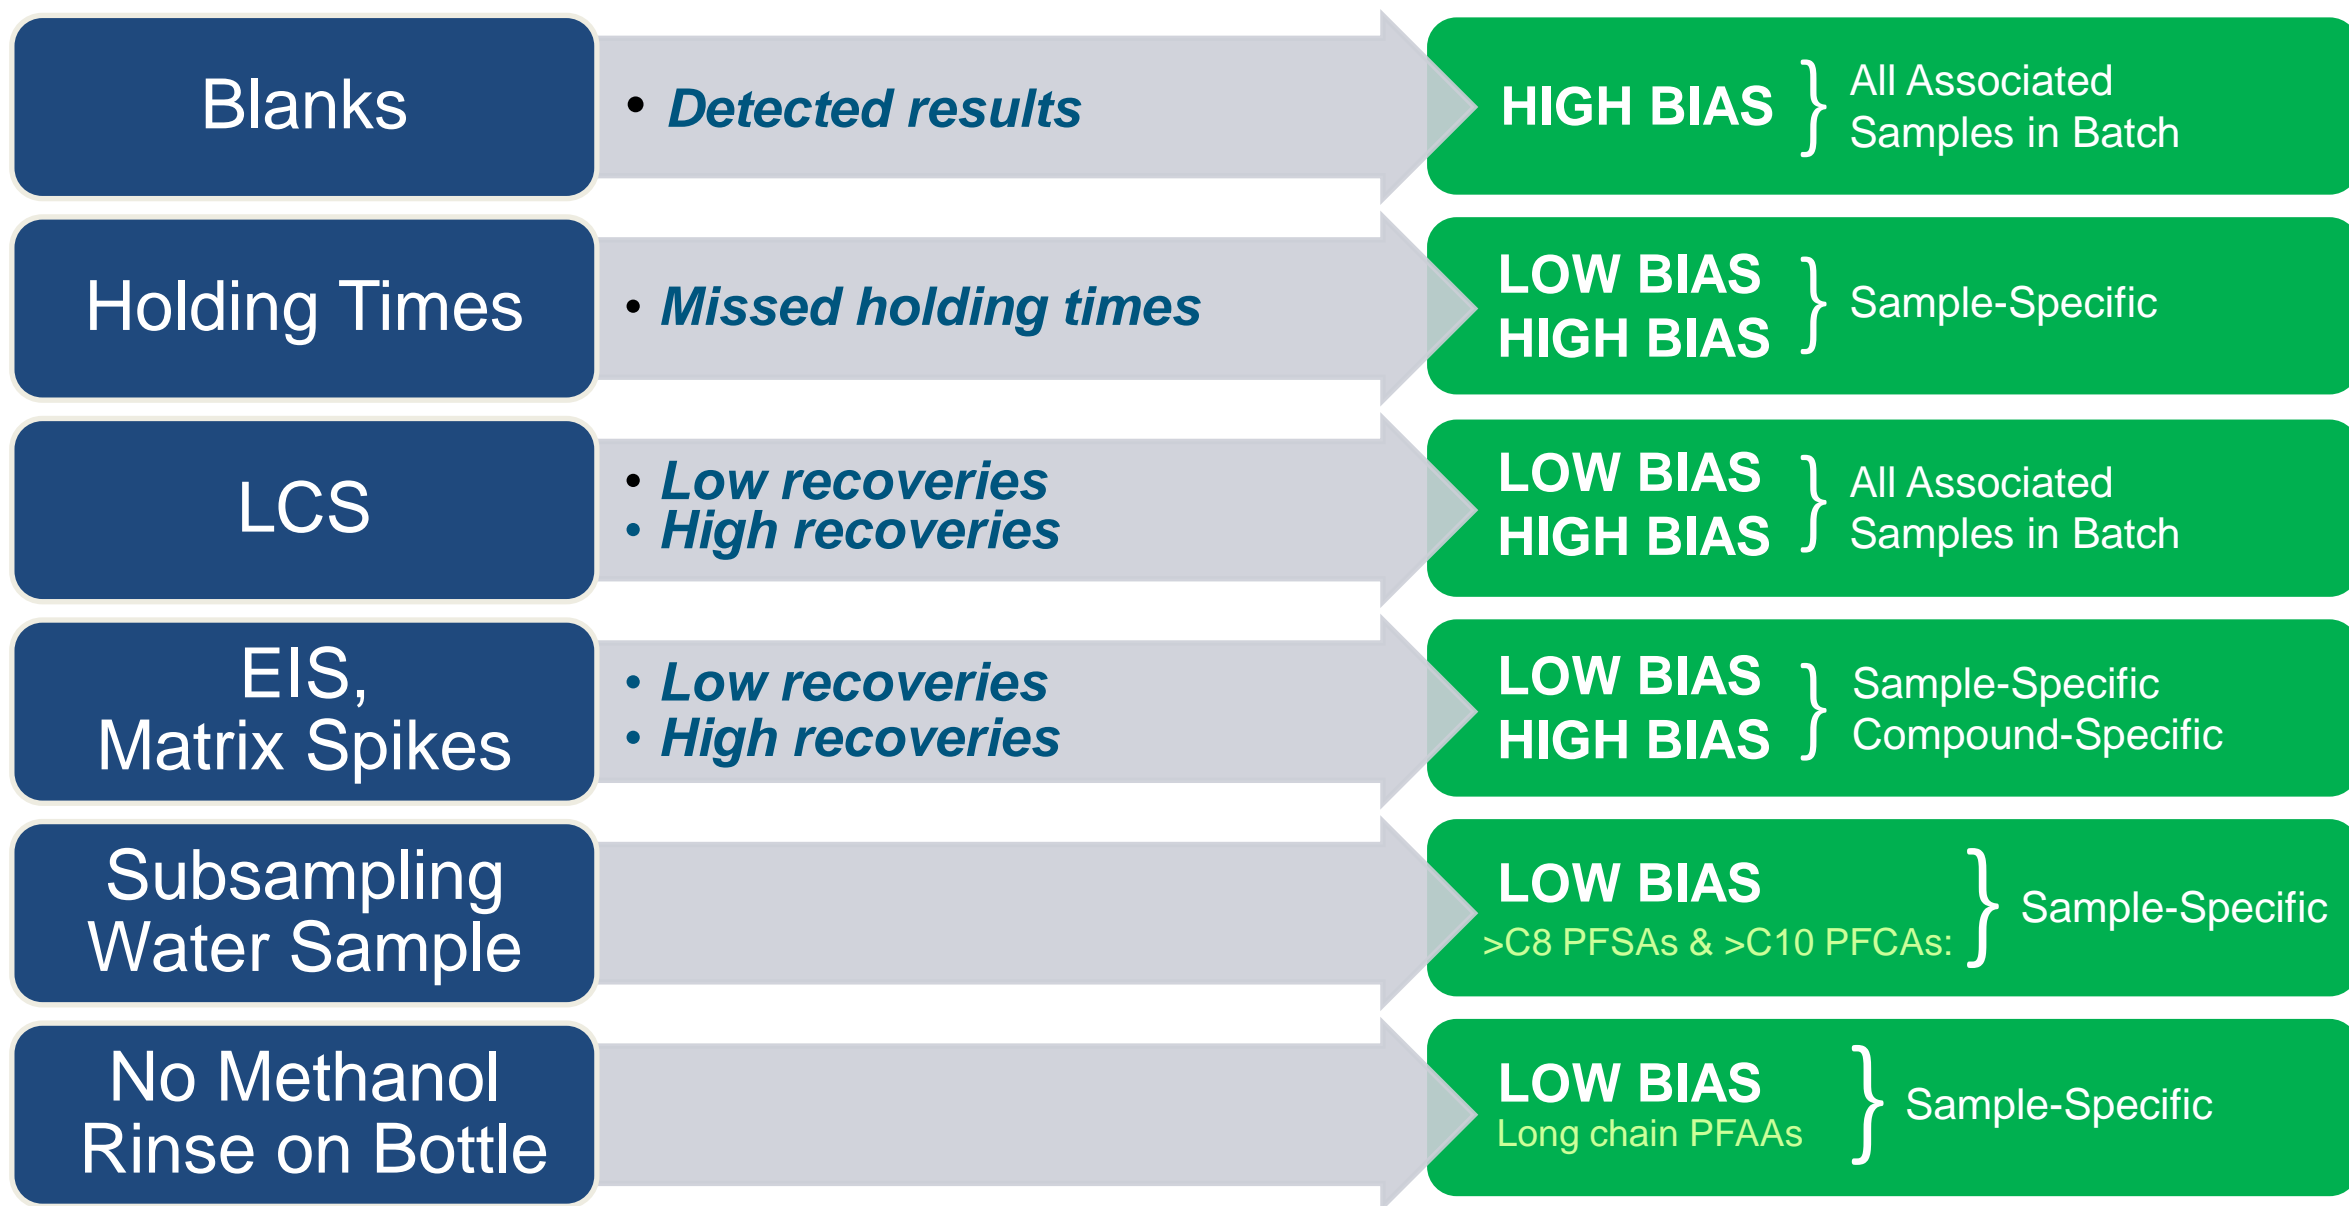 Blanks
• Detected results
HIGH BIAS
All Associated
Samples in Batch
Holding Times
• Missed holding times
LOW BIAS
HIGH BIAS
Sample-Specific
LCS
• Low recoveries
• High recoveries
LOW BIAS
HIGH BIAS
All Associated
Samples in Batch
EIS,
Matrix Spikes
• Low recoveries
• High recoveries
LOW BIAS
HIGH BIAS
Sample-Specific
Compound-Specific
Subsampling
Water Sample
LOW BIAS
>C8 PFSAs & >C10 PFCAs:
Sample-Specific
No Methanol
Rinse on Bottle
LOW BIAS
Long chain PFAAs
Sample-Specific